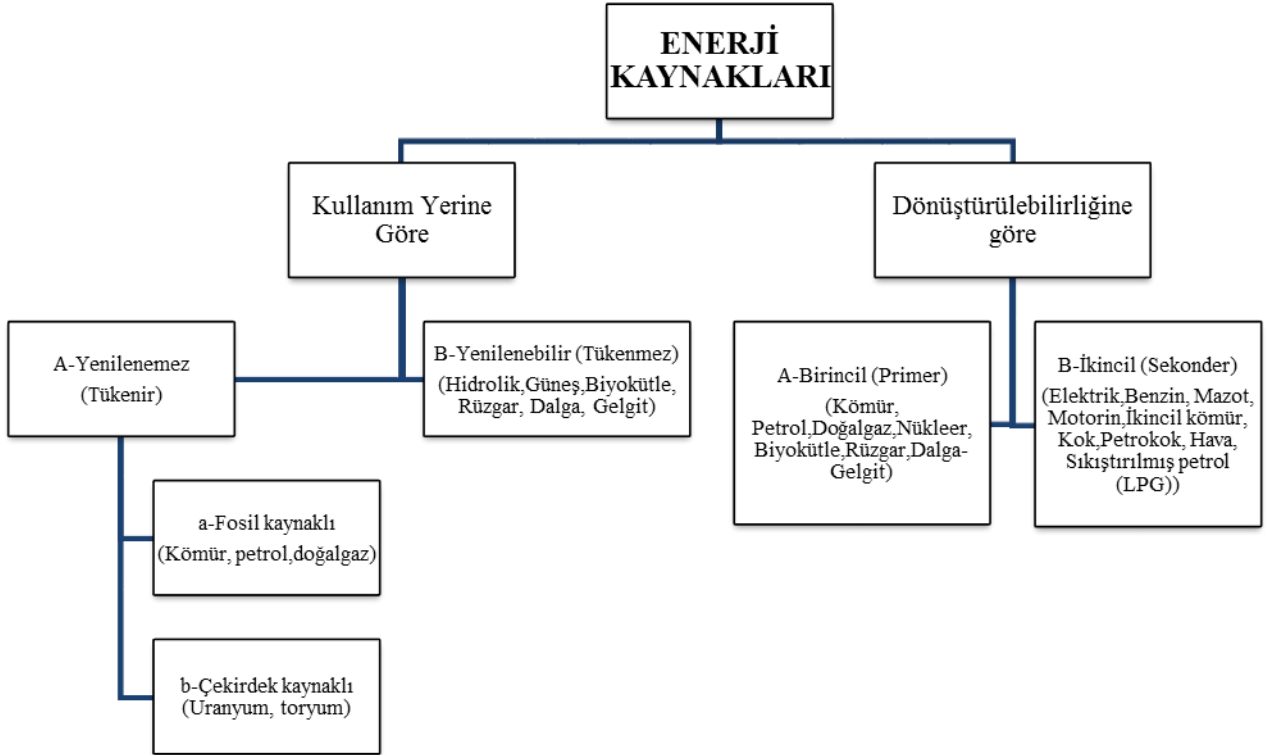 ENERJİ
KAYNAKLARI
Kullanım Yerine
Göre
Dönüştürülebilirliğine
göre
A-Yenilenemez
(Tükenir)
B-Yenilenebilir (Tükenmez)
(Hidrolik,Güneş,Biyokütle,
Rüzgar, Dalga, Gelgit)
A-Birincil (Primer)
(Kömür,
Petrol,Doğalgaz,Nükleer,
Biyokütle,Rüzgar,Dalga-
Gelgit)
B-İkincil (Sekonder)
(Elektrik,Benzin, Mazot,
Motorin,İkincil kömür,
Kok,Petrokok, Hava,
Sıkıştırılmış petrol
(LPG))
a-Fosil kaynaklı
(Kömür, petrol,doğalgaz)
b-Çekirdek kaynaklı
(Uranyum, toryum)